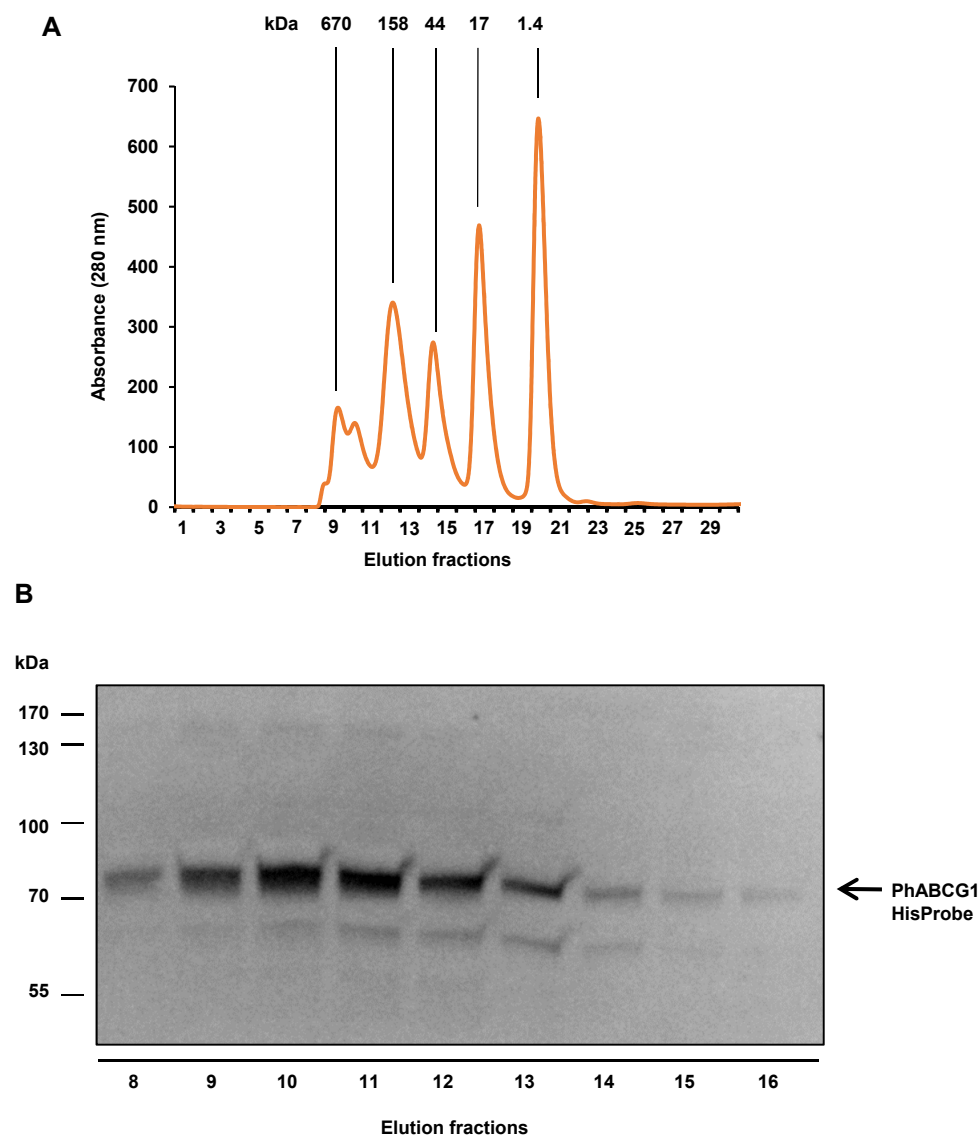 A
kDa 670 158 44 17 1.4
700
600
500
400
300
200
100
0
Absorbance (280 nm)
1 3 5 7 9 11 13 15 17 19 21 23 25 27 29
Elution fractions
B
kDa
170
130
100
70
55
PhABCG1
HisProbe
8 9 10 11 12 13 14 15 16
Elution fractions